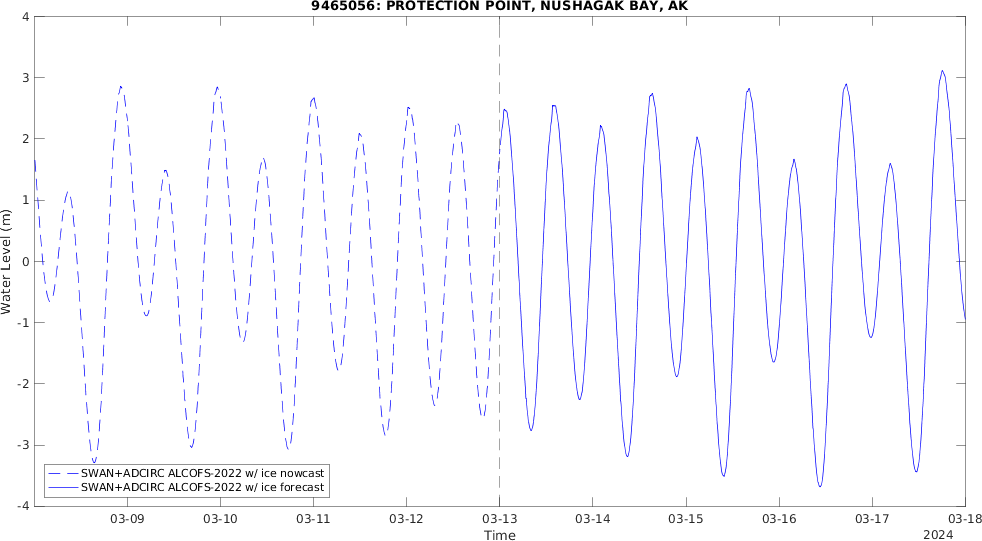 9465056: PROTECTION POINT, NUSHAGAK BAY, AK
4
3
2
1
0
-1
-2
-3
-4
Water Level (m)
SWAN+ADCIRC ALCOFS-2022 w/ ice nowcast
SWAN+ADCIRC ALCOFS-2022 w/ ice forecast
03-09 03-10 03-11 03-12 03-13 03-14 03-15 03-16 03-17 03-18
Time
2024